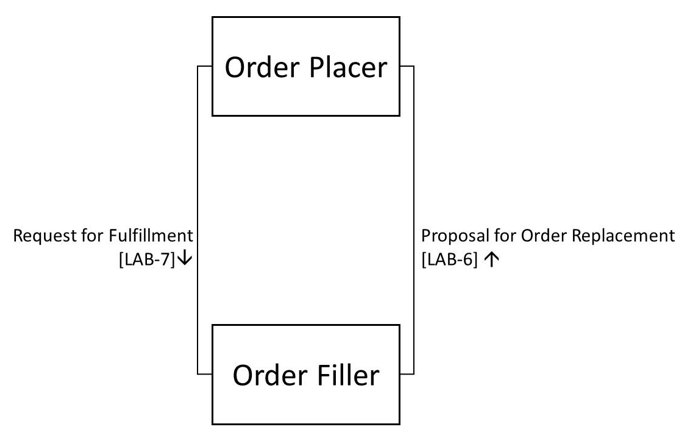 Order Placer
Request for Fulfillment
[LAB-7]↓
Proposal for Order Replacement
[LAB-6] ↑
Order Filler